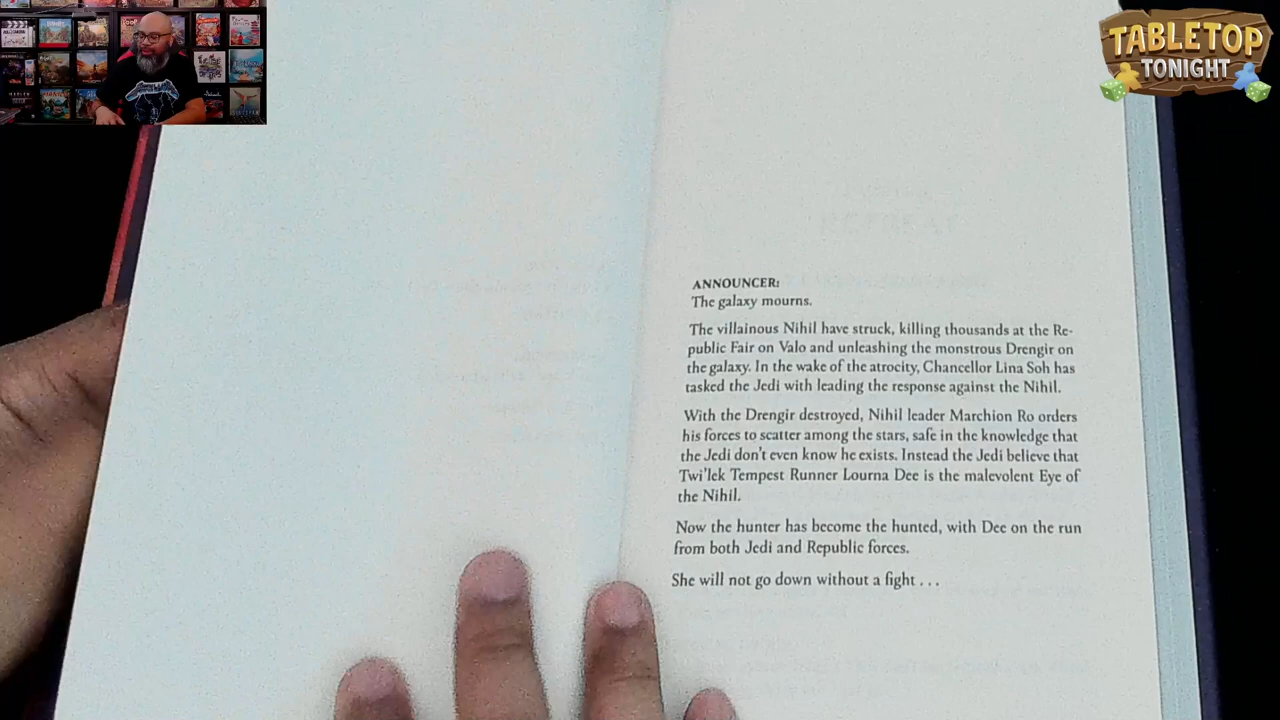 TABLETOP
TONIGHT
ANNOUNCER:
The galaxy mourns.
The villainous Nihil have struck, killing thousands at the Re-
public Fair on Valo and unleashing the monstrous Drengir on
the galaxy. In the wake of the atrocity, Chancellor Lina Soh has
tasked the Jedi with leading the response against the Nihil.
With the Drengir destroyed, Nihil leader Marchion Ro orders
his forces to scatter among the stars, safe in the knowledge that
the Jedi don't even know he exists. Instead the Jedi believe that
Twi'lek Tempest Runner Lourna Dee is the malevolent Eye of
the Nihil.
Now the hunter has become the hunted, with Dee on the run
from both Jedi and Republic forces.
She will not go down without a fight . . .